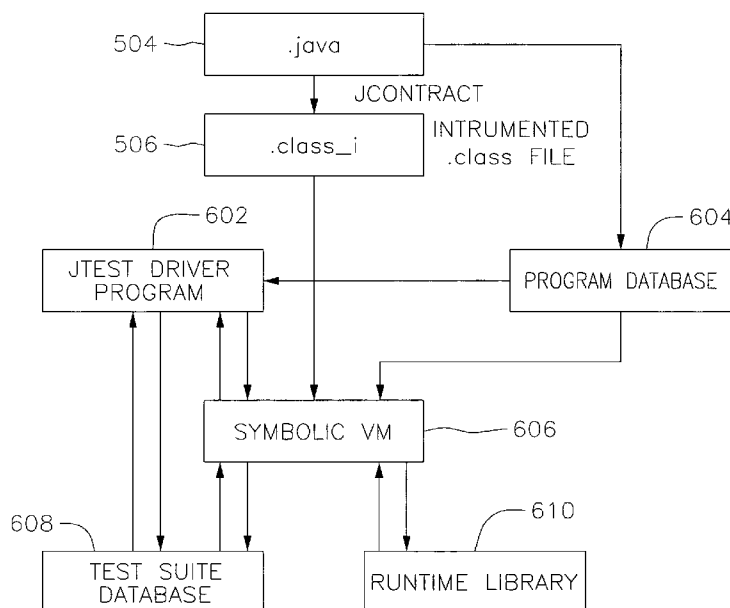 504
.java
JCONTRACT
506
.class_i
INTRUMENTED
.class FILE
602
604
JTEST DRIVER
PROGRAM
PROGRAM DATABASE
SYMBOLIC VM
606
608
610
TEST SUITE
DATABASE
RUNTIME LIBRARY